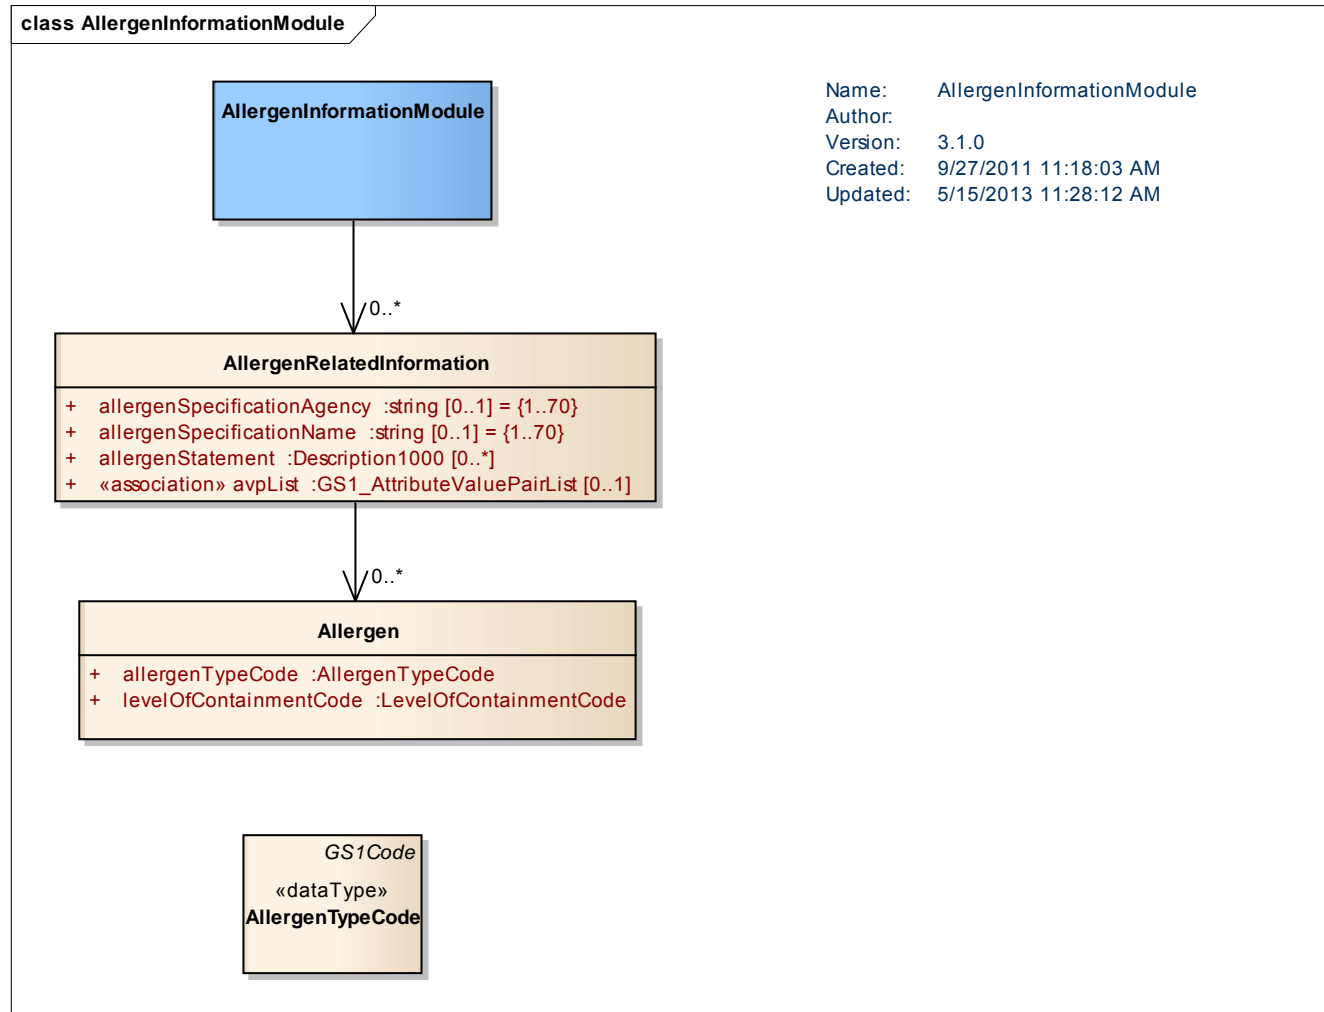 class AllergenInformationModule
AllergenInformationModule
Name: AllergenInformationModule
Author:
Version: 3.1.0
Created: 9/27/2011 11:18:03 AM
Updated: 5/15/2013 11:28:12 AM
0..*
AllergenRelatedInformation
+ allergenSpecificationAgency :string [0..1] = {1..70}
+ allergenSpecificationName :string [0..1] = {1..70}
+ allergenStatement :Description1000 [0..*]
+ «association» avpList :GS1_AttributeValuePairList [0..1]
0..*
Allergen
+ allergenTypeCode :AllergenTypeCode
+ levelOfContainmentCode :LevelOfContainmentCode
GS1Code
«dataType»
AllergenTypeCode